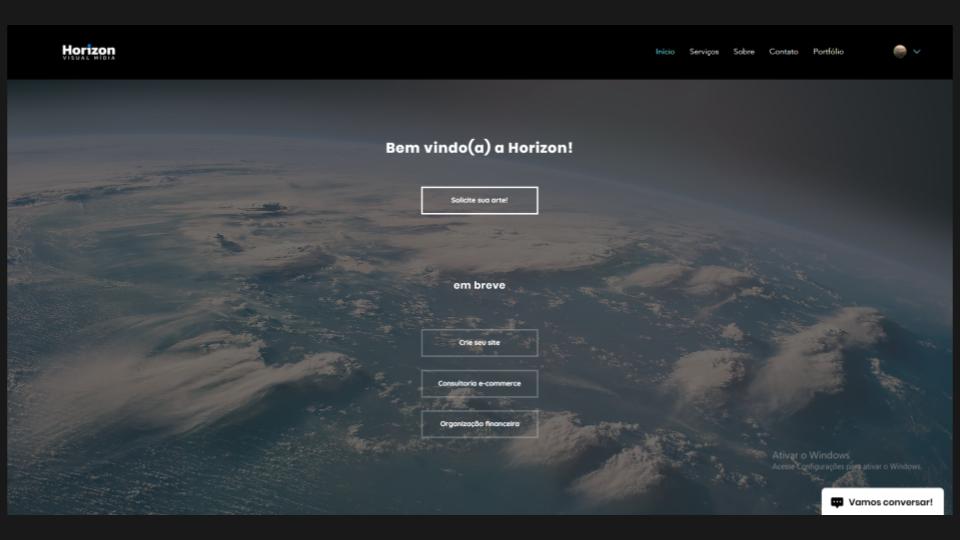 Horizon
VISUAL MÍDIA
Início Serviços Sobre Contato Portfólio
Bem vindo(a) a Horizon!
Solicite sua arte!
em breve
Crie seu site
Consultoria e-commerce
Organização financeira
Ativar o Windows
Acesse Configurações para ativar o Windows.
Vamos conversar!